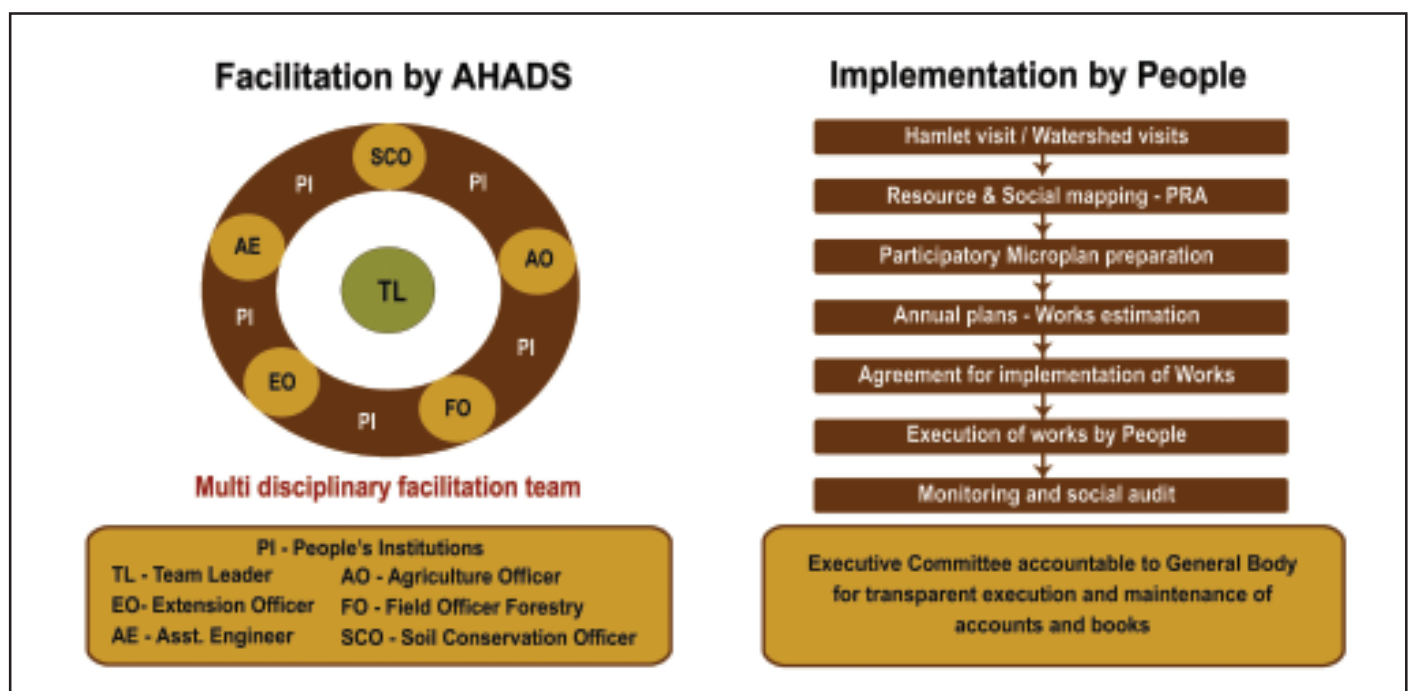 Facilitation by AHADS
SCO
PI
PI
AE
AO
TL
PI
PI
EO
FO
PI
Multi disciplinary facilitation team
PI - People's Institutions
TL - Team Leader
AO - Agriculture Officer
EO- Extension Officer
FO - Field Officer Forestry
AE - Asst. Engineer
SCO - Soil Conservation Officer
Implementation by People
Hamlet visit / Watershed visits
Resource & Social mapping - PRA
Participatory Microplan preparation
Annual plans - Works estimation
Agreement for implementation of Works
Execution of works by People
Monitoring and social audit
Executive Committee accountable to General Body
for transparent execution and maintenance of
accounts and books